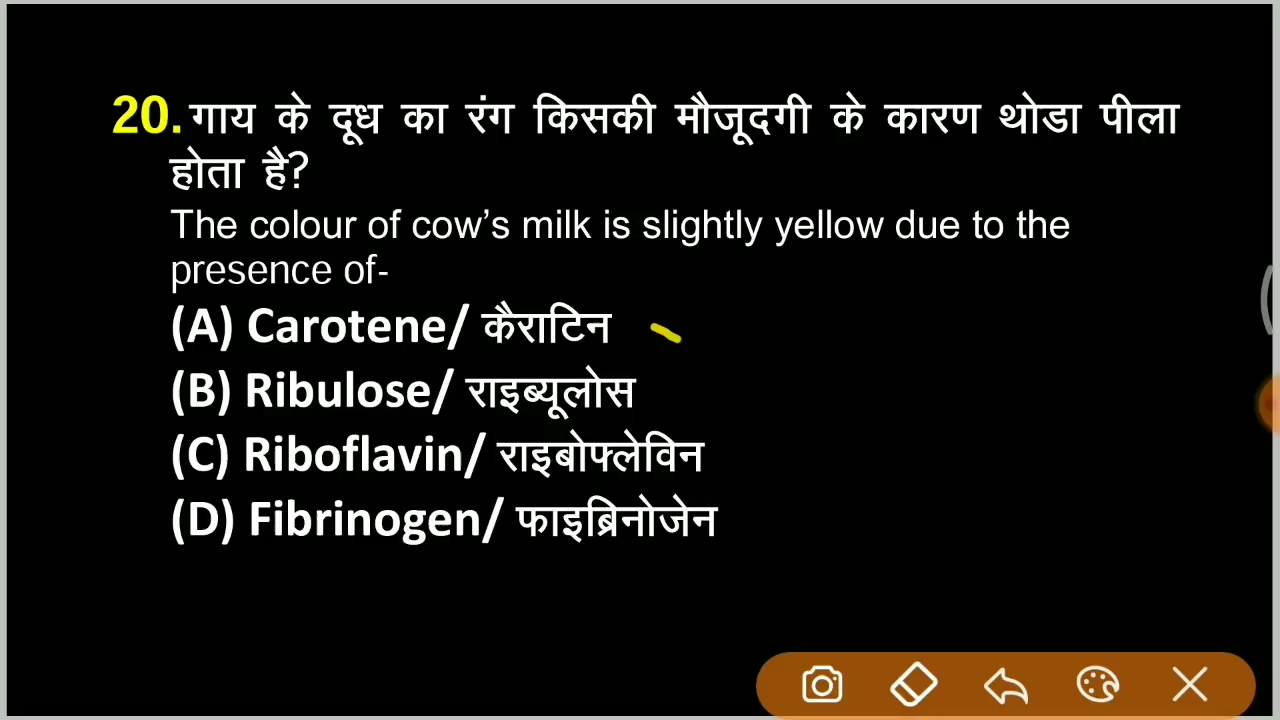 20. गाय के दूध का रंग किसकी मौजूदगी के कारण थोडा पीला
होता है?
The colour of cow’s milk is slightly yellow due to the
presence of-
(A) Carotene/ कैराटिन
(B) Ribulose/ राइब्यूलोस
(C) Riboflavin/ राइबोफ्लेविन
(D) Fibrinogen/ फाइब्रिनोजेन